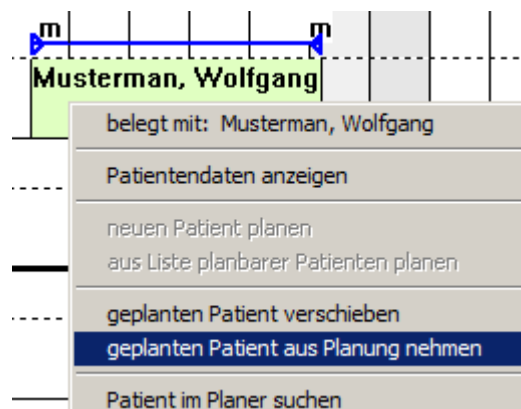 m m
Musterman, Wolfgang
belegt mit: Musterman, Wolfgang
Patientendaten anzeigen
neuen Patient planen
aus Liste planbarer Patienten planen
geplanten Patient verschieben
geplanten Patient aus Planung nehmen
Patient im Planer suchen